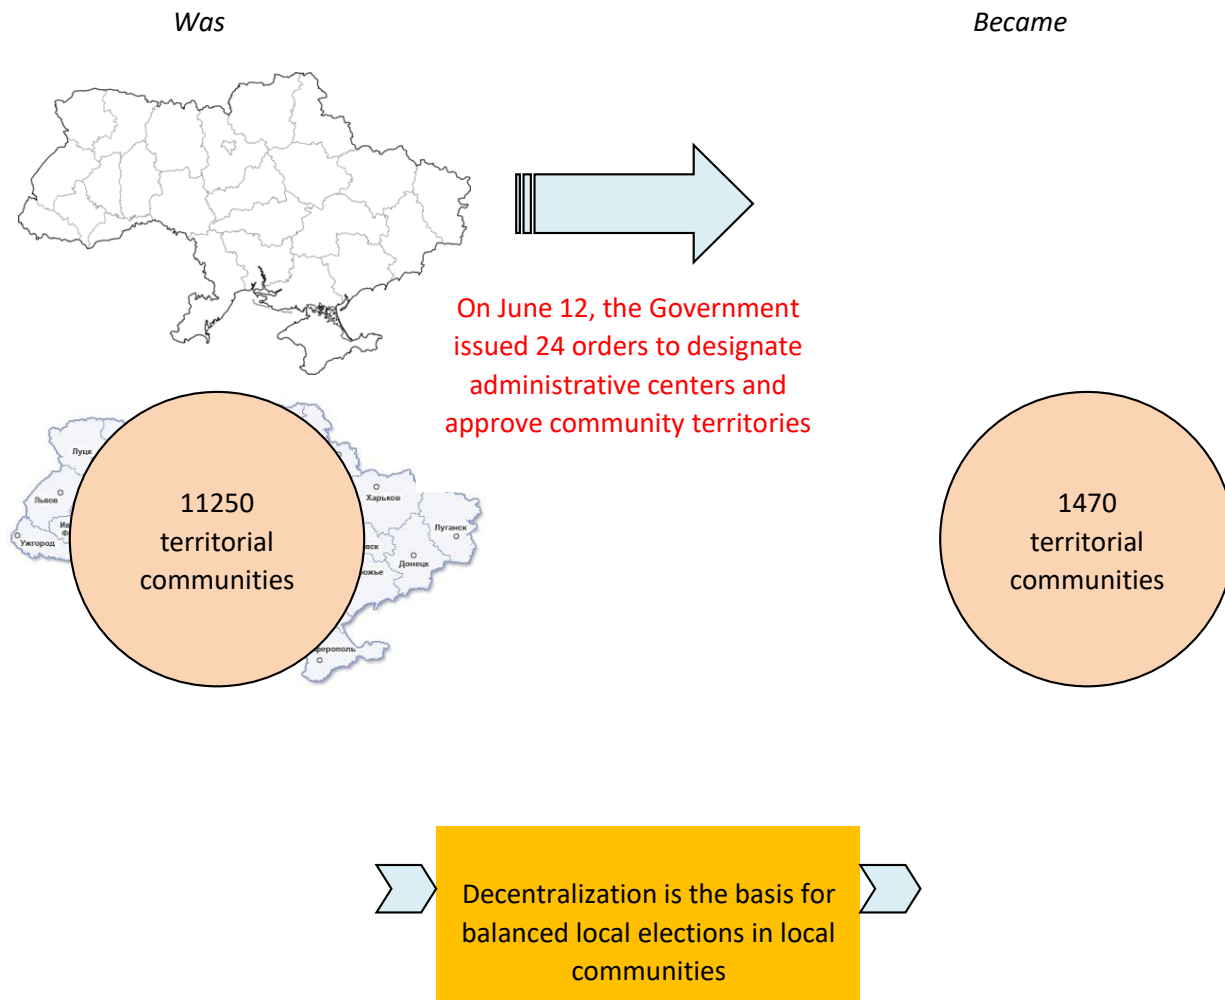 Was
Became
On June 12, the Government
issued 24 orders to designate
administrative centers and
approve community territories
Луцк
Львов
Ужгород
Харьков
Луганск
Донецк
11250
territorial
communities
1470
territorial
communities
Decentralization is the basis for
balanced local elections in local
communities